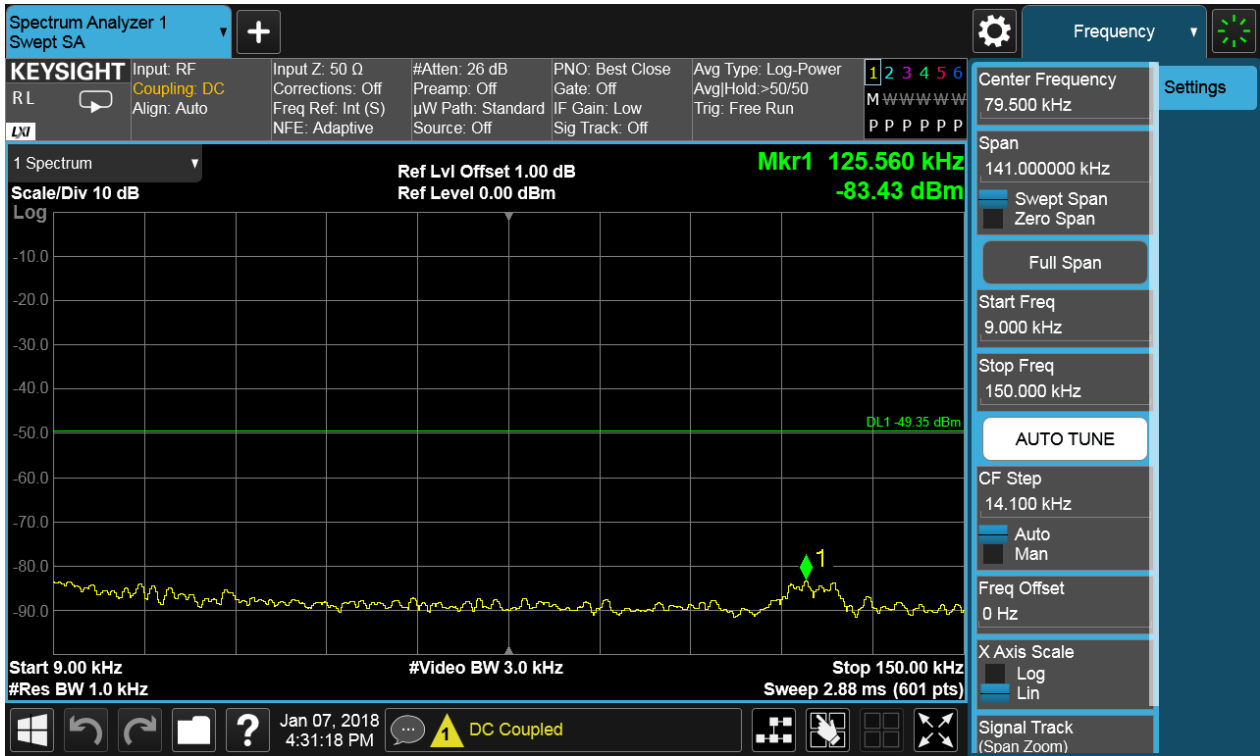 Spectrum Analyzer 1
Swept SA
+
Frequency
KEYSIGHT
RL
LXI
Input: RF
Coupling: DC
Align: Auto
Input Z: 50 Ω
Corrections: Off
Freq Ref: Int (S)
NFE: Adaptive
#Atten: 26 dB
Preamp: Off
µW Path: Standard
Source: Off
PNO: Best Close
Gate: Off
IF Gain: Low
Sig Track: Off
Avg Type: Log-Power
Avg|Hold:>50/50
Trig: Free Run
1 2 3 4 5 6
M W W W W W
P P P P P P
1 Spectrum
Scale/Div 10 dB
Ref Lvl Offset 1.00 dB
Ref Level 0.00 dBm
Mkr1 125.560 kHz
-83.43 dBm
Log
-10.0
-20.0
-30.0
-40.0
-50.0
-60.0
-70.0
-80.0
-90.0
DL1 -49.35 dBm
1
Start 9.00 kHz
#Video BW 3.0 kHz
Stop 150.00 kHz
#Res BW 1.0 kHz
Sweep 2.88 ms (601 pts)
Center Frequency
79.500 kHz
Span
141.000000 kHz
Swept Span
Zero Span
Full Span
Start Freq
9.000 kHz
Stop Freq
150.000 kHz
AUTO TUNE
CF Step
14.100 kHz
Auto
Man
Freq Offset
0 Hz
X Axis Scale
Log
Lin
Signal Track
(Span Zoom)
Settings
?
Jan 07, 2018
4:31:18 PM
1
DC Coupled